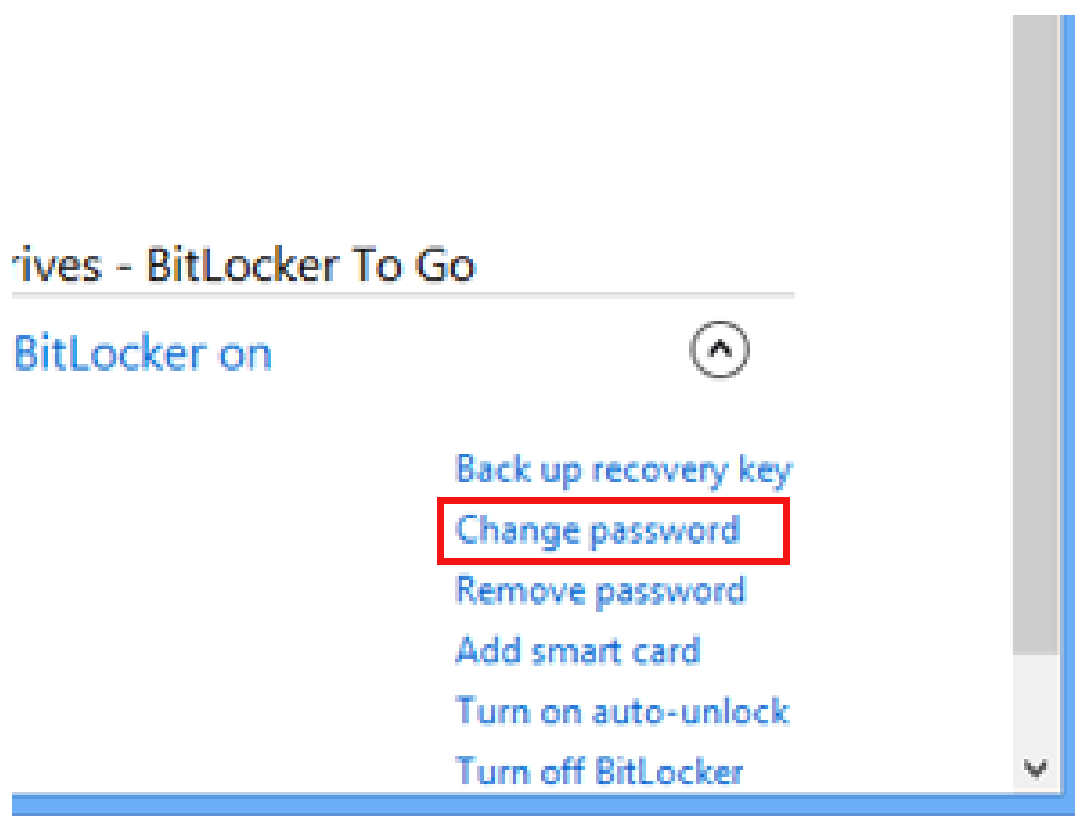 rives - BitLocker To Go
BitLocker on
Back up recovery key
Change password
Remove password
Add smart card
Turn on auto-unlock
Turn off BitLocker